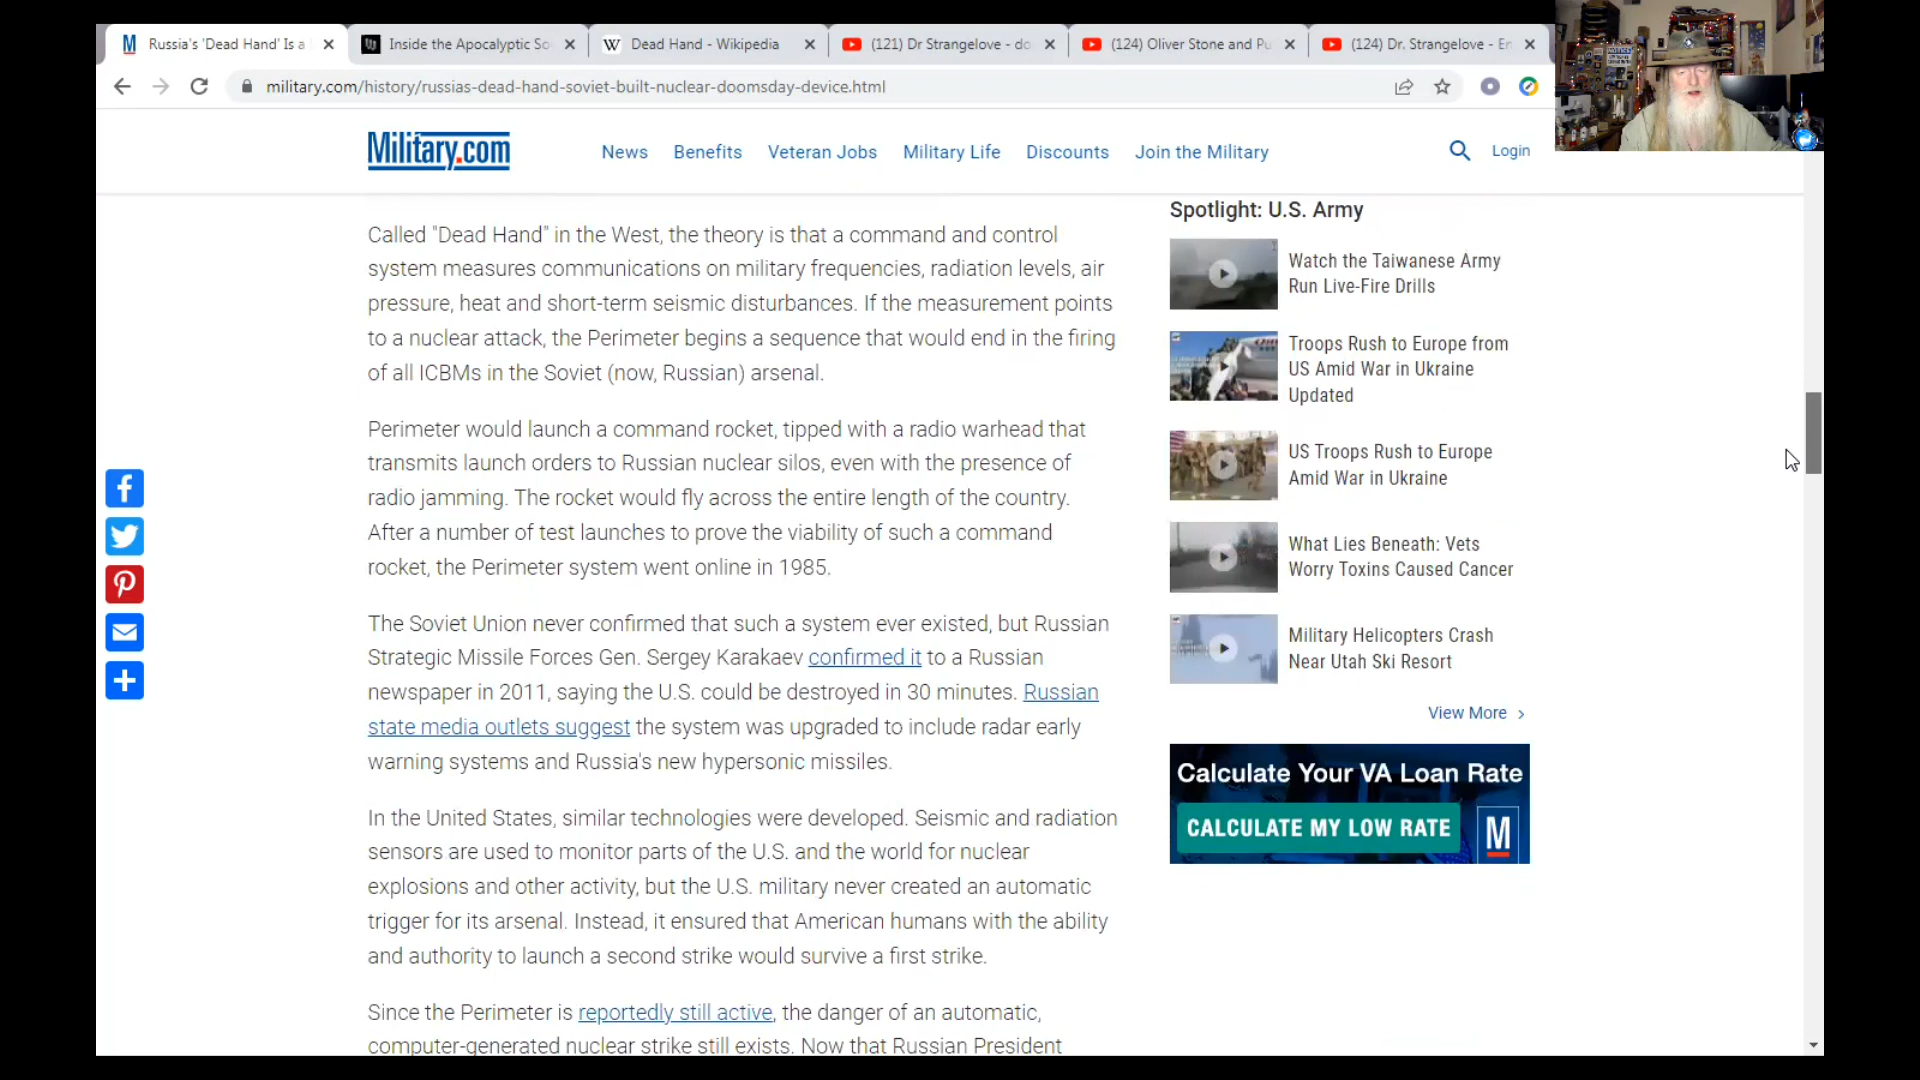 Russia's 'Dead Hand' Is a
Inside the Apocalyptic So
Dead Hand - Wikipedia
(121) Dr Strangelove - do
(124) Oliver Stone and Pu
(124) Dr. Strangelove - En
military.com/history/russias-dead-hand-soviet-built-nuclear-doomsday-device.html
Military.com
News
Benefits
Veteran Jobs
Military Life
Discounts
Join the Military
Login
Called "Dead Hand" in the West, the theory is that a command and control
system measures communications on military frequencies, radiation levels, air
pressure, heat and short-term seismic disturbances. If the measurement points
to a nuclear attack, the Perimeter begins a sequence that would end in the firing
of all ICBMs in the Soviet (now, Russian) arsenal.
Perimeter would launch a command rocket, tipped with a radio warhead that
transmits launch orders to Russian nuclear silos, even with the presence of
radio jamming. The rocket would fly across the entire length of the country.
After a number of test launches to prove the viability of such a command
rocket, the Perimeter system went online in 1985.
The Soviet Union never confirmed that such a system ever existed, but Russian
Strategic Missile Forces Gen. Sergey Karakaev confirmed it to a Russian
newspaper in 2011, saying the U.S. could be destroyed in 30 minutes. Russian
state media outlets suggest the system was upgraded to include radar early
warning systems and Russia's new hypersonic missiles.
In the United States, similar technologies were developed. Seismic and radiation
sensors are used to monitor parts of the U.S. and the world for nuclear
explosions and other activity, but the U.S. military never created an automatic
trigger for its arsenal. Instead, it ensured that American humans with the ability
and authority to launch a second strike would survive a first strike.
Since the Perimeter is reportedly still active, the danger of an automatic,
computer-generated nuclear strike still exists. Now that Russian President
Spotlight: U.S. Army
Watch the Taiwanese Army
Run Live-Fire Drills
Troops Rush to Europe from
US Amid War in Ukraine
Updated
US Troops Rush to Europe
Amid War in Ukraine
What Lies Beneath: Vets
Worry Toxins Caused Cancer
Military Helicopters Crash
Near Utah Ski Resort
View More
Calculate Your VA Loan Rate
CALCULATE MY LOW RATE
M